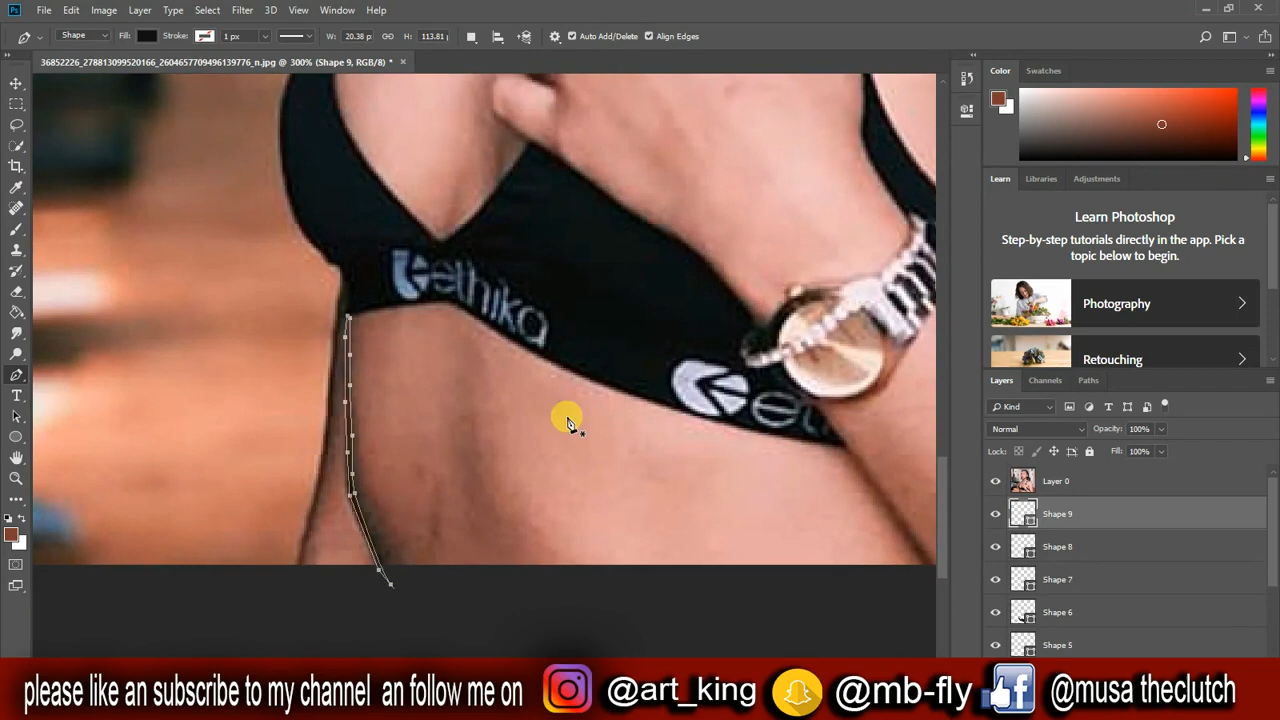 Ps File Edit Image Layer Type Select Filter 3D View Window Help
Shape Fill: Stroke: 1 px W: 20.38 p H: 113.81 Auto Add/Delete Align Edges
36852226_278813099520166_2604657709496139776_n.jpg @ 300% (Shape 9, RGB/8) *
Color Swatches
Learn Libraries Adjustments
Learn Photoshop
Step-by-step tutorials directly in the app. Pick a
topic below to begin.
Photography
Retouching
Layers Channels Paths
Kind
Normal Opacity: 100%
Lock: Fill: 100%
Layer 0
Shape 9
Shape 8
Shape 7
Shape 6
Shape 5
ethika
eth
please like an subscribe to my channel an follow me on @art_king @mb-fly @musa theclutch